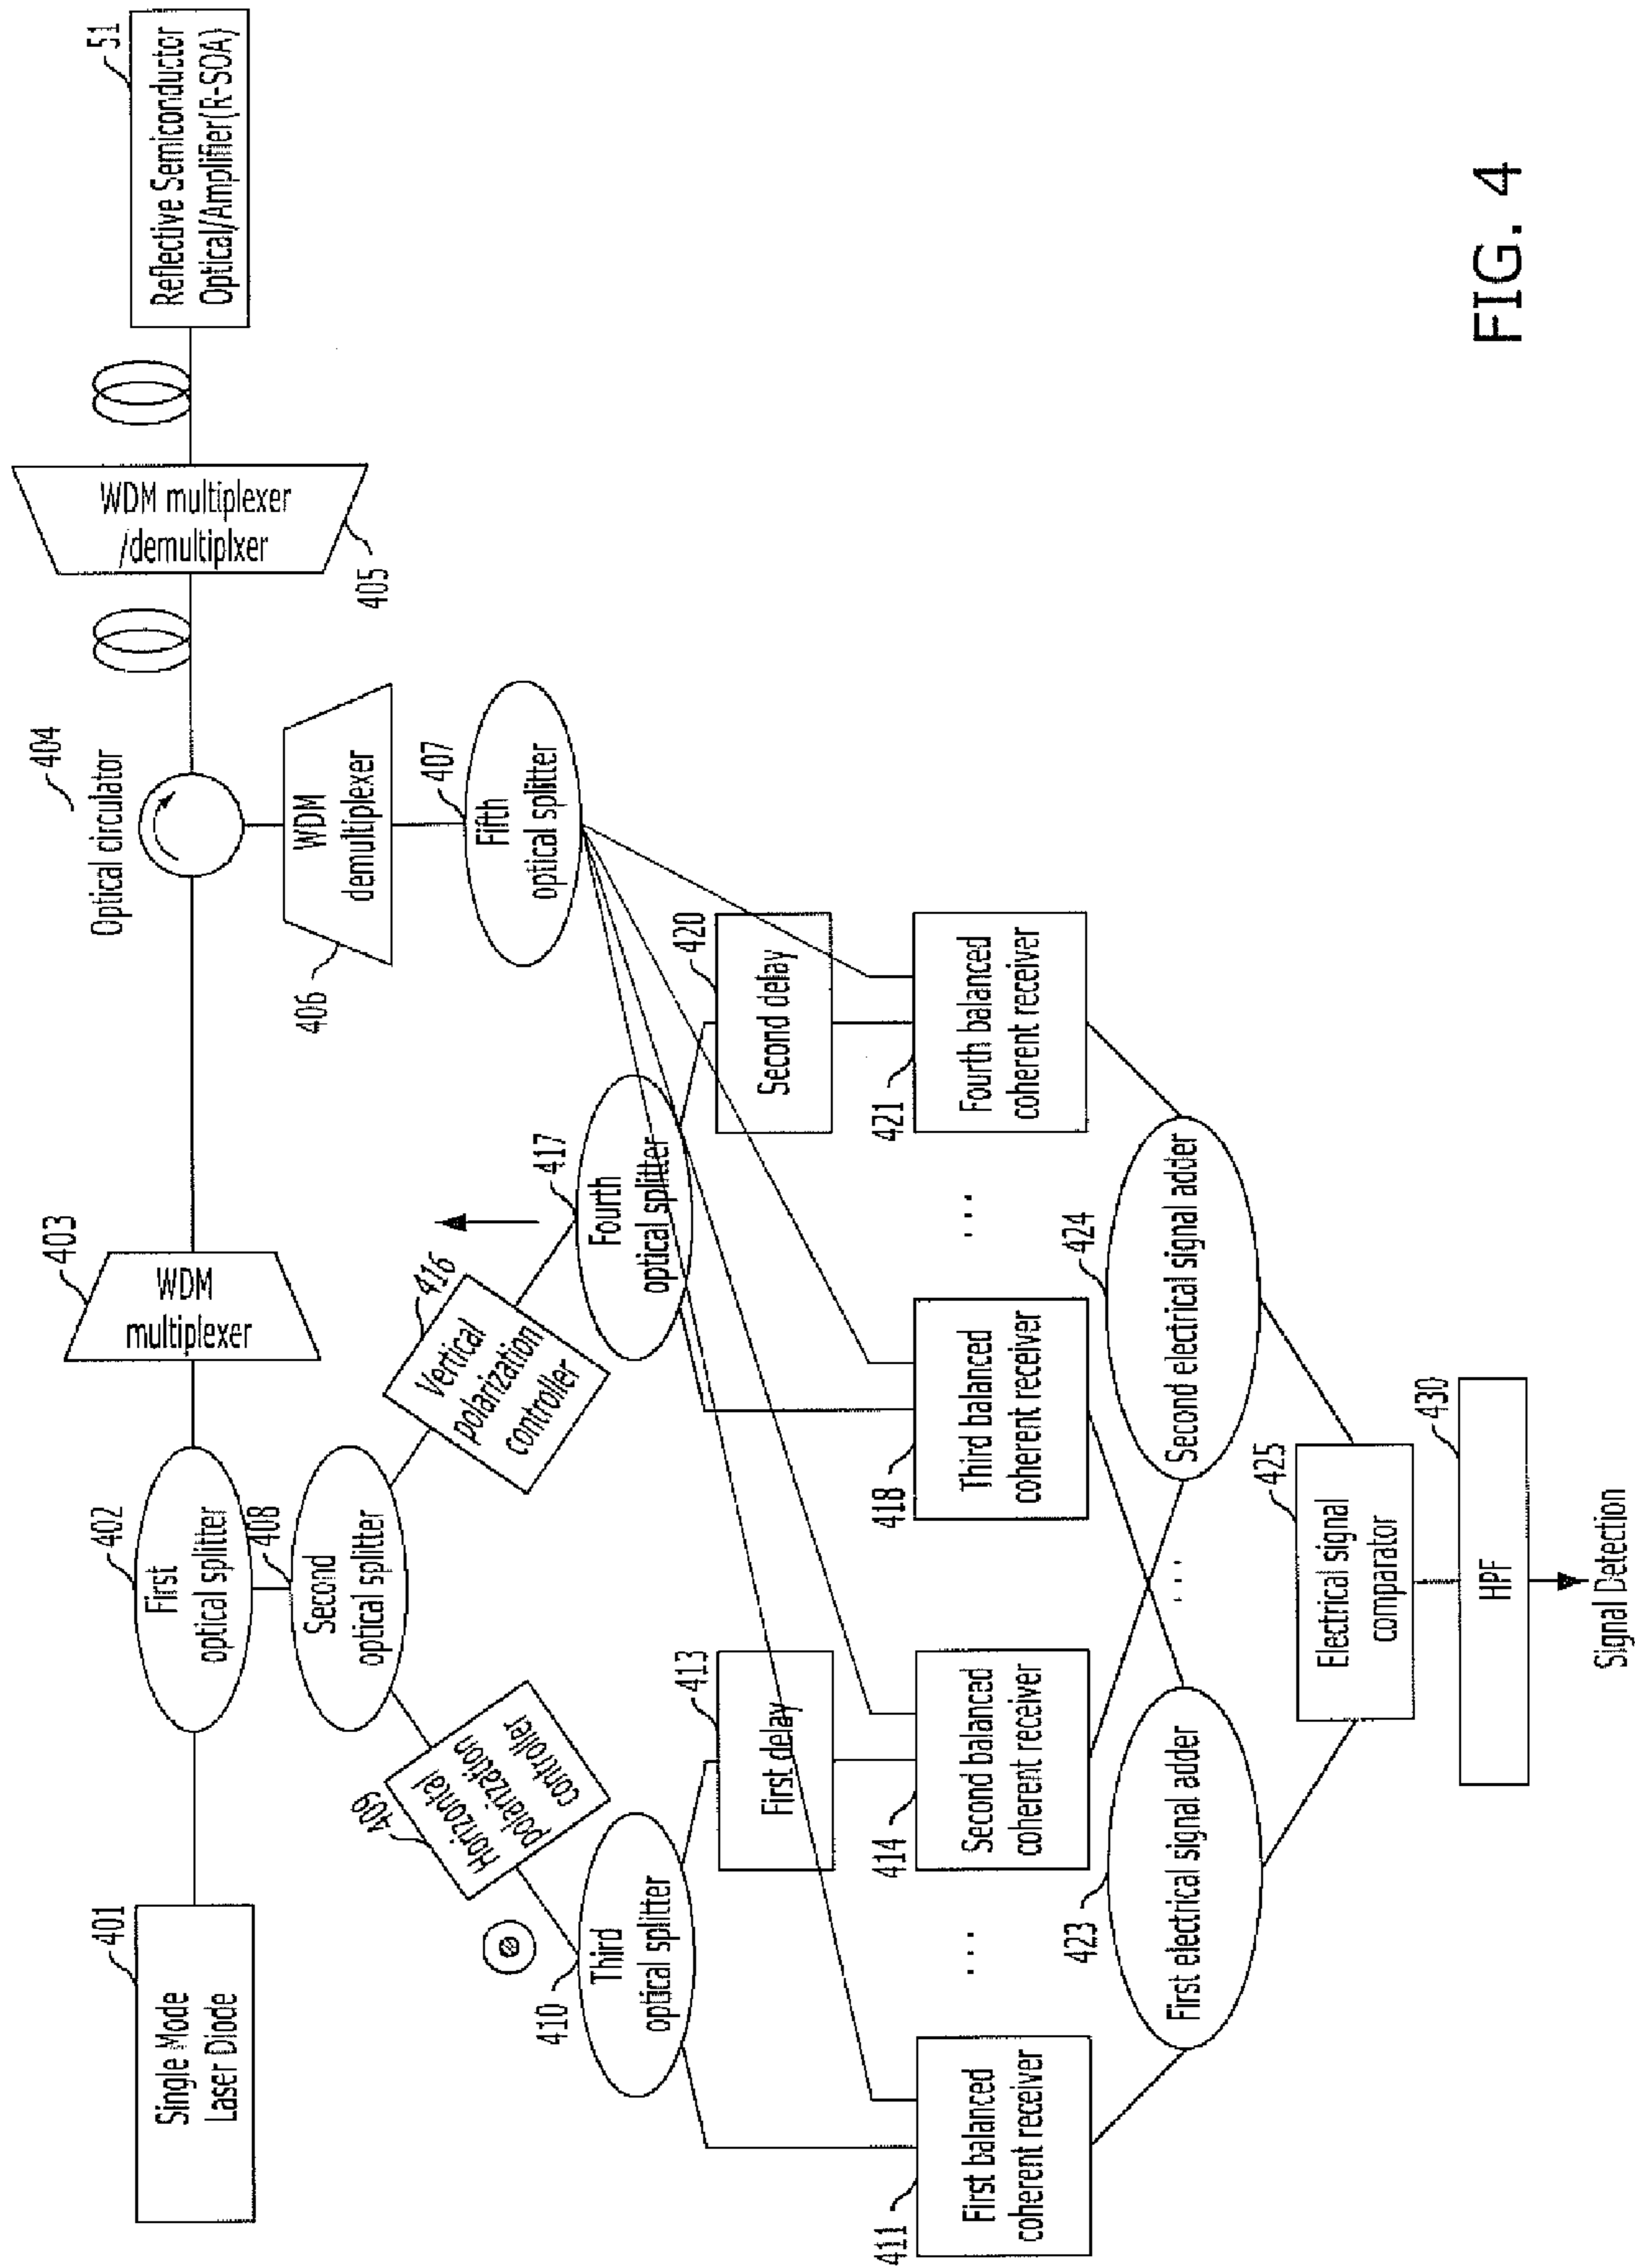 401
Single Mode
Laser Diode
402
First
optical splitter
403
WDM
multiplexer
404
Optical circulator
WDM multiplexer
/demultiplxer
405
51
Reflective Semiconductor
Optical/Amplifier(R-SOA)
408
Second
optical splitter
406
WDM
demultiplexer
409
Horizontal
polarization
controller
416
Vertical
polarization
controller
407
Fifth
optical splitter
410
Third
optical splitter
417
Fourth
optical splitter
413
First delay
420
Second delay
411
First balanced
coherent receiver
...
414
Second balanced
coherent receiver
418
Third balanced
coherent receiver
...
421
Fourth balanced
coherent receiver
423
First electrical signal adder
...
424
Second electrical signal adder
425
Electrical signal
comparator
430
HPF
Signal Detection
FIG. 4